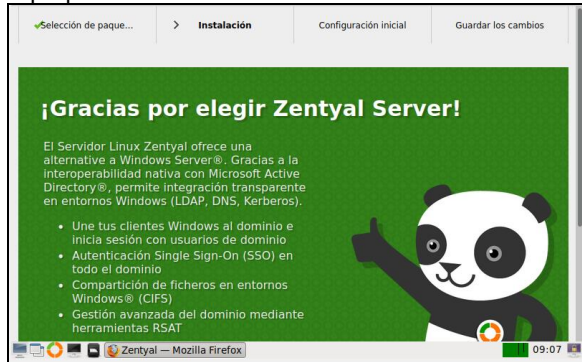 Selección de paque...
Instalación
Configuración inicial
Guardar los cambios
¡Gracias por elegir Zentyal Server!
El Servidor Linux Zentyal ofrece una
alternative a Windows Server®. Gracias a la
interoperabilidad nativa con Microsoft Active
Directory®, permite integración transparente
en entornos Windows (LDAP, DNS, Kerberos).
Une tus clientes Windows al dominio e
inicia sesión con usuarios de dominio
Autenticación Single Sign-On (SSO) en
todo el dominio
Compartición de ficheros en entornos
Windows® (CIFS)
Gestión avanzada del dominio mediante
herramientas RSAT
Zentyal — Mozilla Firefox
09:07